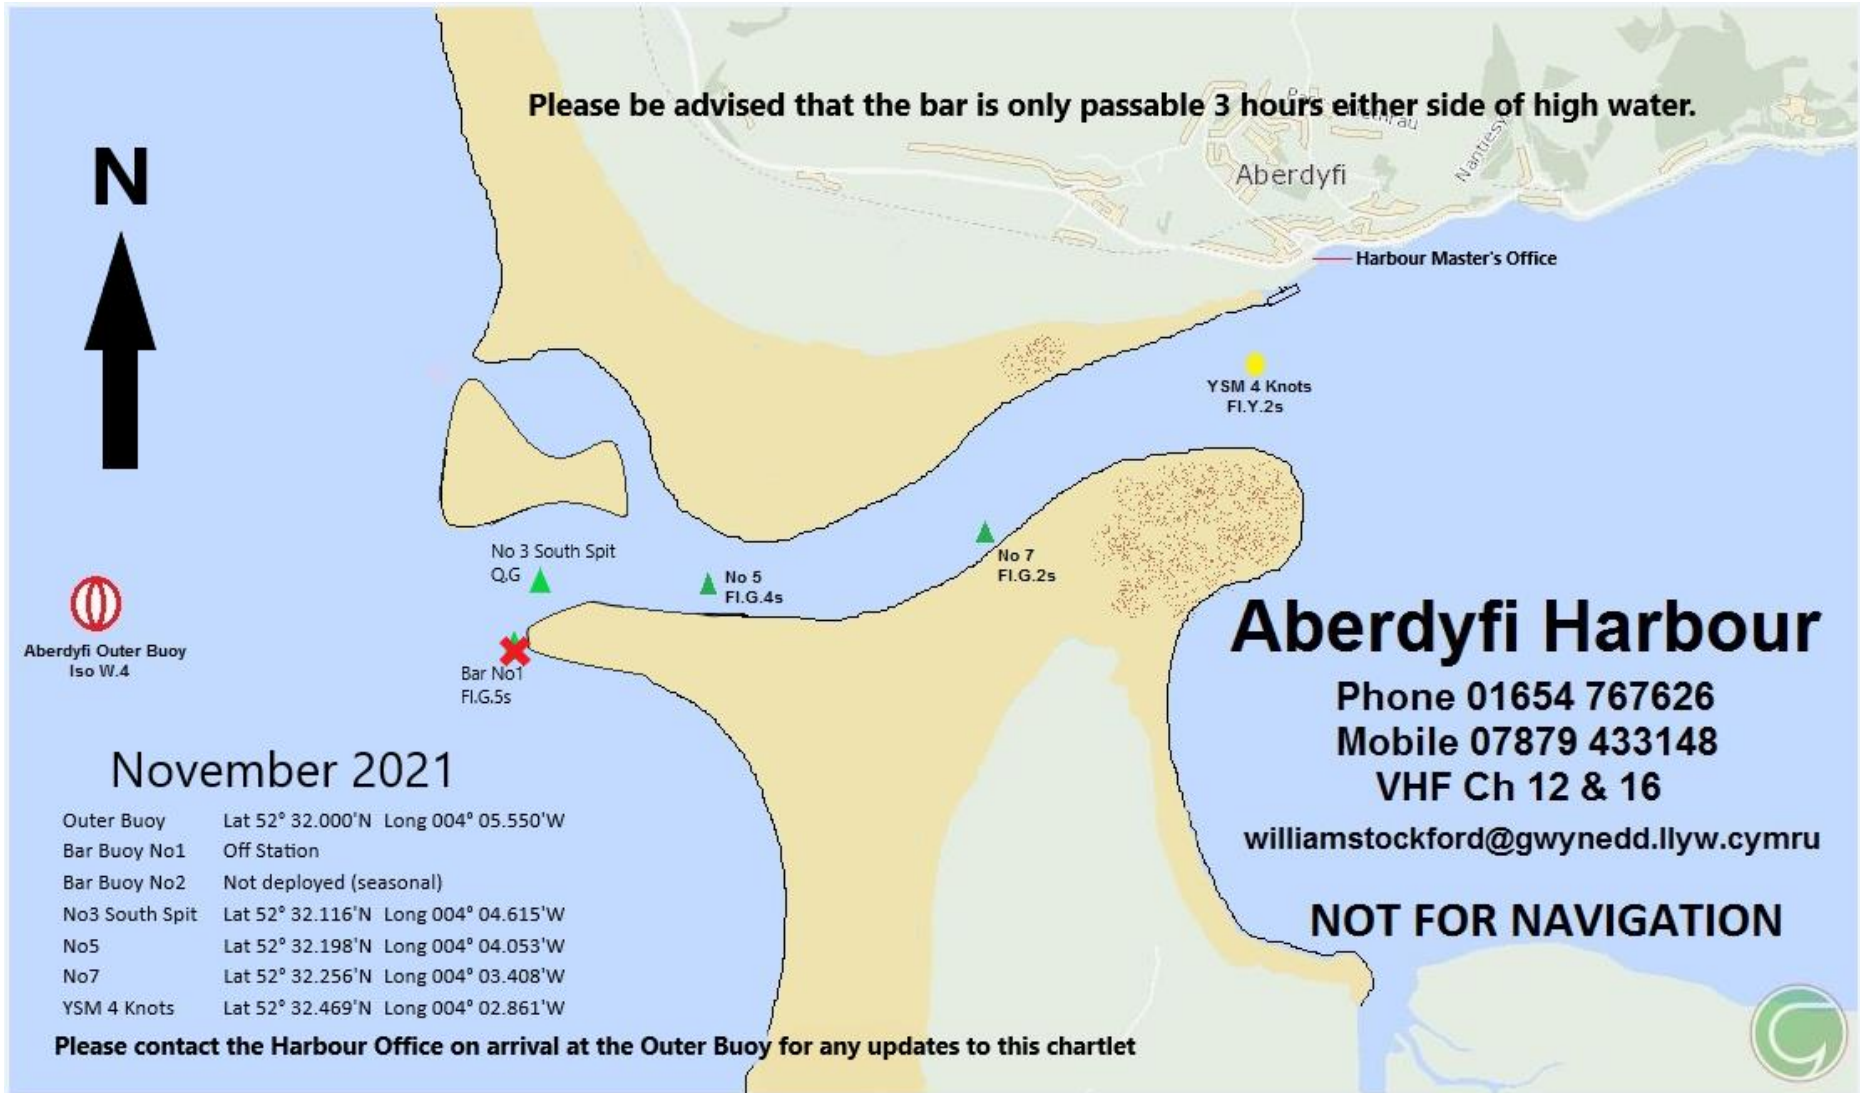 Please be advised that the bar is only passable 3 hours either side of high water.
N
Aberdyfi
Harbour Master's Office
YSM 4 Knots
Fl.Y.2s
No 3 South Spit
Q,G
No 5
Fl.G.4s
No 7
Fl.G.2s
Aberdyfi Outer Buoy
Iso W.4
Bar No1
Fl.G.5s
Aberdyfi Harbour
Phone 01654 767626
Mobile 07879 433148
VHF Ch 12 & 16
williamstockford@gwynedd.llyw.cymru
NOT FOR NAVIGATION
November 2021
Outer Buoy Lat 52° 32.000'N Long 004° 05.550'W
Bar Buoy No1 Off Station
Bar Buoy No2 Not deployed (seasonal)
No3 South Spit Lat 52° 32.116'N Long 004° 04.615'W
No5 Lat 52° 32.198'N Long 004° 04.053'W
No7 Lat 52° 32.256'N Long 004° 03.408'W
YSM 4 Knots Lat 52° 32.469'N Long 004° 02.861'W
Please contact the Harbour Office on arrival at the Outer Buoy for any updates to this chartlet